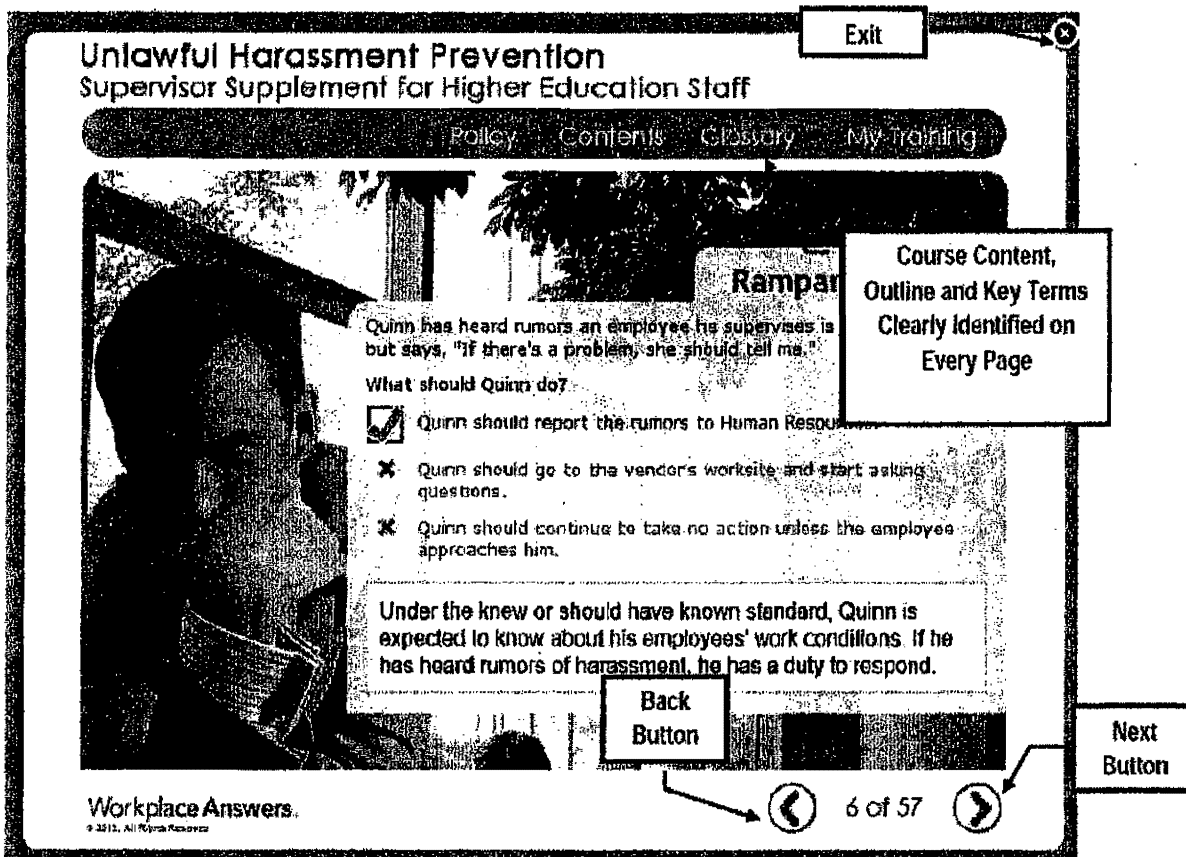 Exit
Unlawful Harassment Prevention
Supervisor Supplement for Higher Education Staff
Policy Contents Glossary My Training
Course Content,
Outline and Key Terms
Clearly Identified on
Every Page
Rampan
Quinn has heard rumors an employee he supervises is
but says, "If there's a problem, she should tell me."
What should Quinn do?
Quinn should report the rumors to Human
Quinn should go to the vendor's worksite and start asking
questions.
Quinn should continue to take no action unless the employee
approaches him.
Under the knew or should have known standard, Quinn is
expected to know about his employees' work conditions. If he
has heard rumors of harassment, he has a duty to respond.
Back
Button
Next
Button
Workplace Answers
6 of 57